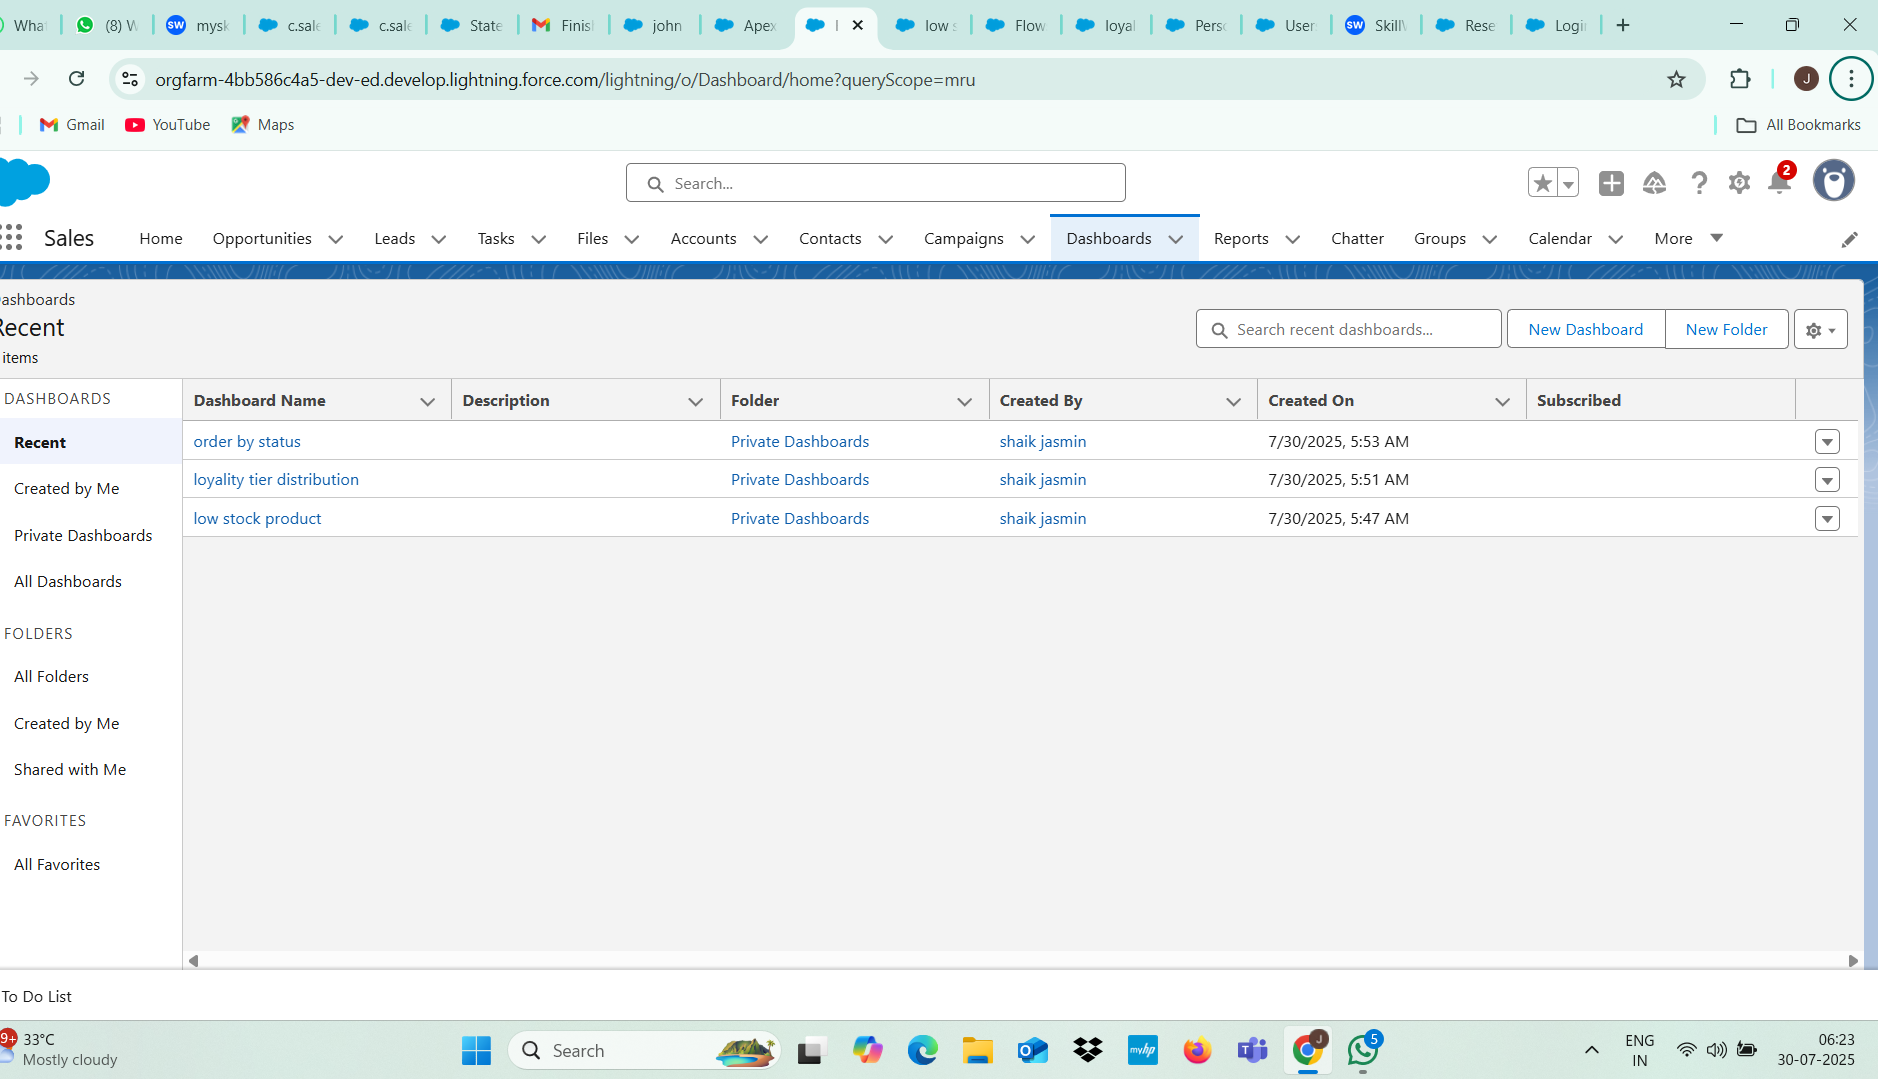 (8) W
mysk
c.sale
c.sale
State
Finis
john
Apex
low s
Flow
loyal
Perso
User
SkillW
Rese
Login
orgfarm-4bb586c4a5-dev-ed.develop.lightning.force.com/lightning/o/Dashboard/home?queryScope=mru
J
Gmail
YouTube
Maps
All Bookmarks
Search...
2
Sales
Home
Opportunities
Leads
Tasks
Files
Accounts
Contacts
Campaigns
Dashboards
Reports
Chatter
Groups
Calendar
More
ashboards
Recent
items
Search recent dashboards...
New Dashboard
New Folder
DASHBOARDS
Recent
Created by Me
Private Dashboards
All Dashboards
FOLDERS
All Folders
Created by Me
Shared with Me
FAVORITES
All Favorites
Dashboard Name Description Folder Created By Created On Subscribed
order by status Private Dashboards shaik jasmin 7/30/2025, 5:53 AM
loyality tier distribution Private Dashboards shaik jasmin 7/30/2025, 5:51 AM
low stock product Private Dashboards shaik jasmin 7/30/2025, 5:47 AM
To Do List
9+
33°C
Mostly cloudy
Search
myhp
J
5
ENG
IN
06:23
30-07-2025